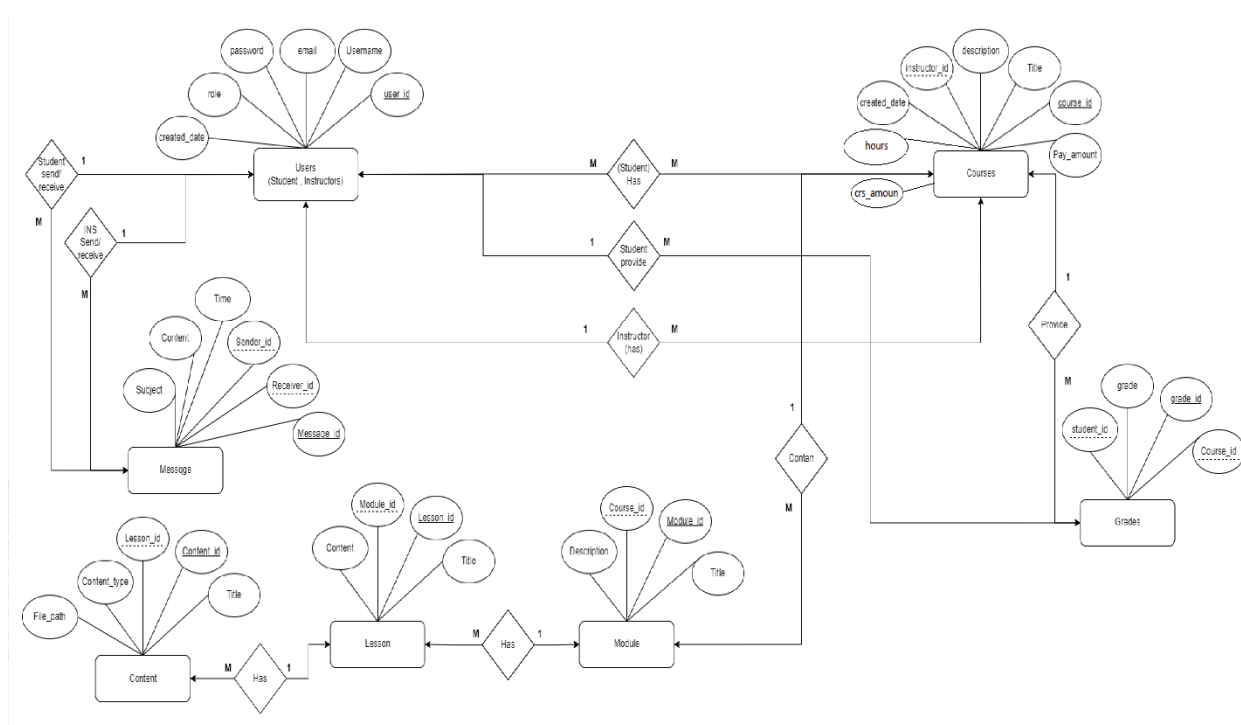 password
email
Username
role
user_id
created_date
Users
(Student , Instructors)
description
instructor_id
Title
created_date
course_id
hours
Pay_amount
Courses
crs_amoun
Student
send/
receive
1
M
INS
Send/
receive
1
M
M
(Student)
Has
M
1
Student
provide
M
1
Instructor
(has)
M
1
Provide
M
Time
Content
Sondor_id
Subject
Receiver_id
Message_id
Message
grade
student_id
grade_id
Course_id
Grades
1
Contan
M
Lesson_id
Content_id
Content_type
Title
File_path
Content
M
Has
1
Module_id
Lesson_id
Content
Title
Lesson
M
Has
1
Course_id
Module_id
Description
Title
Module